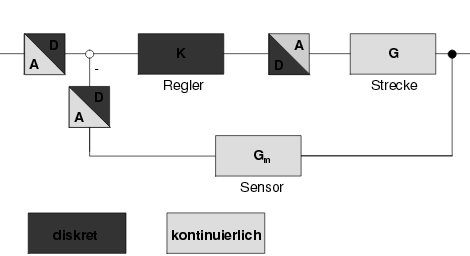 D
A
K
A
D
G
Regler
Strecke
-
D
A
Gm
Sensor
diskret
kontinuierlich